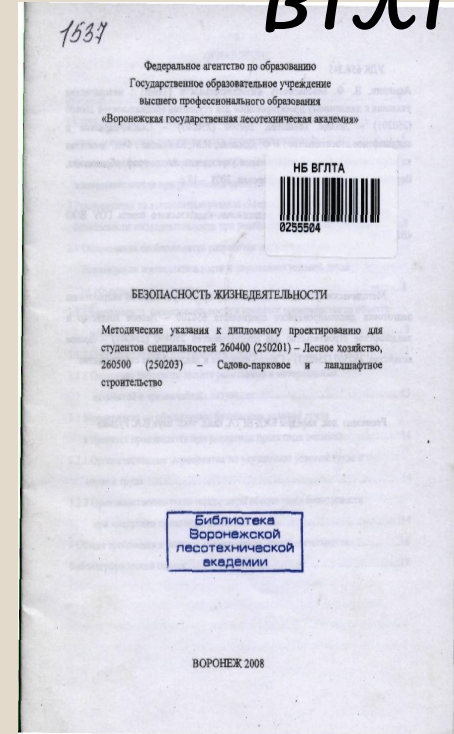 ВГЛТ
1537
Федеральное агентство по образованию
Государственное образовательное учреждение
высшего профессионального образования
«Воронежская государственная лесотехническая академия»
НБ ВГЛТА
0255504
БЕЗОПАСНОСТЬ ЖИЗНЕДЕЯТЕЛЬНОСТИ
Методические указания к дипломному проектированию для
студентов специальностей 260400 (250201) – Лесное хозяйство,
260500 (250203) – Садово-парковое и ландшафтное
строительство
Библиотека
Воронежской
лесотехнической
академии
ВОРОНЕЖ 2008